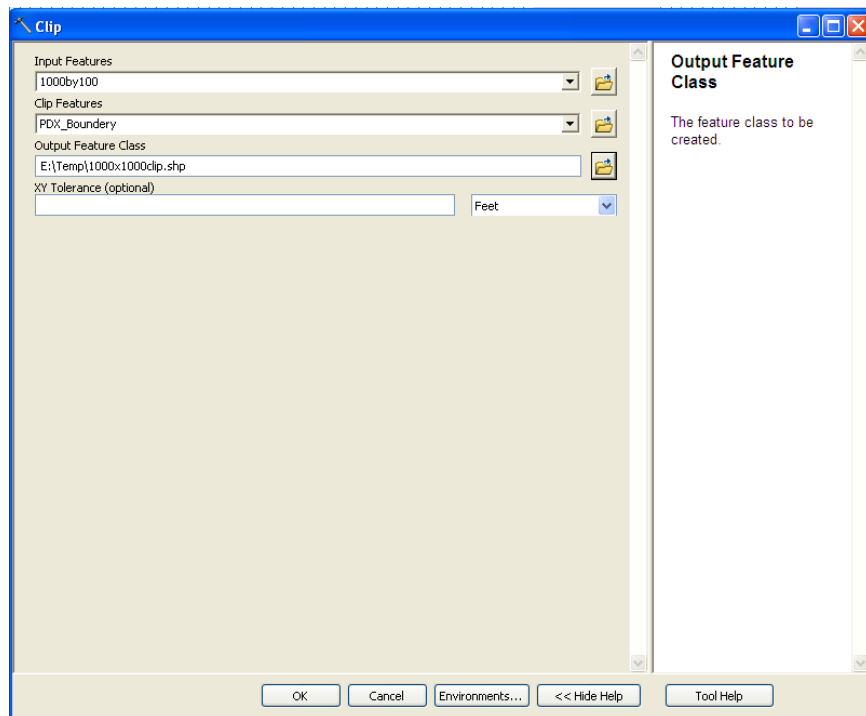 Clip
Input Features
1000by100
Clip Features
PDX_Boundery
Output Feature Class
E:\Temp\1000x1000clip.shp
XY Tolerance (optional)
Feet
Output Feature
Class
The feature class to be
created.
OK
Cancel
Environments...
<< Hide Help
Tool Help